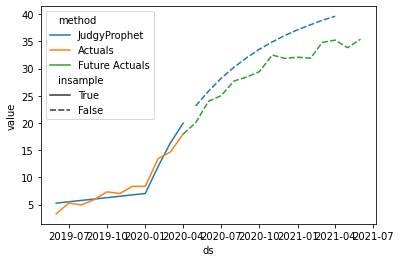 40
35
30
25
20
15
10
5
value
method
JudgyProphet
Actuals
Future Actuals
insample
True
False
2019-07 2019-10 2020-01 2020-04 2020-07 2020-10 2021-01 2021-04 2021-07
ds